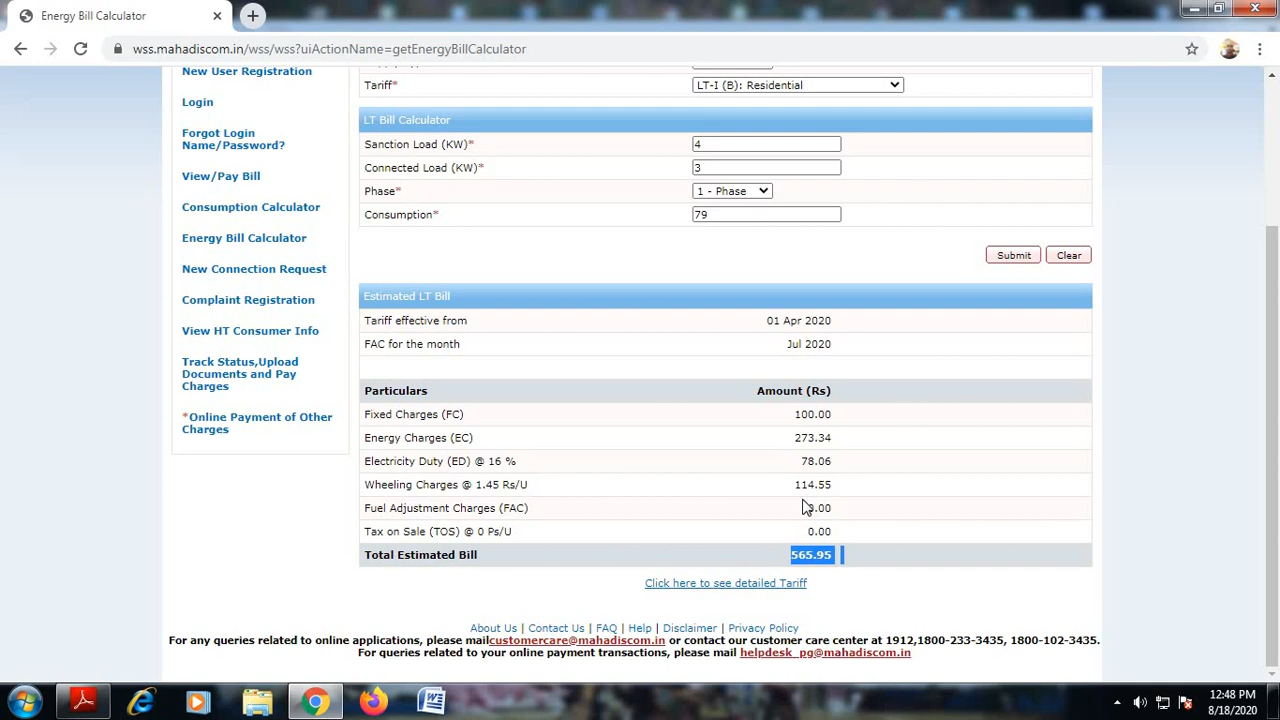 Energy Bill Calculator
wss.mahadiscom.in/wss/wss?uiActionName=getEnergyBillCalculator
New User Registration
Login
Forgot Login
Name/Password?
View/Pay Bill
Consumption Calculator
Energy Bill Calculator
New Connection Request
Complaint Registration
View HT Consumer Info
Track Status,Upload
Documents and Pay
Charges
*Online Payment of Other
Charges
Tariff* LT-I (B): Residential
LT Bill Calculator
Sanction Load (KW)* 4
Connected Load (KW)* 3
Phase* 1 - Phase
Consumption* 79
Submit Clear
Estimated LT Bill
Tariff effective from 01 Apr 2020
FAC for the month Jul 2020
Particulars Amount (Rs)
Fixed Charges (FC) 100.00
Energy Charges (EC) 273.34
Electricity Duty (ED) @ 16 % 78.06
Wheeling Charges @ 1.45 Rs/U 114.55
Fuel Adjustment Charges (FAC) 0.00
Tax on Sale (TOS) @ 0 Ps/U 0.00
Total Estimated Bill 565.95
Click here to see detailed Tariff
About Us | Contact Us | FAQ | Help | Disclaimer | Privacy Policy
For any queries related to online applications, please mailcustomercare@mahadiscom.in or contact our customer care center at 1912,1800-233-3435, 1800-102-3435.
For queries related to your online payment transactions, please mail helpdesk_pg@mahadiscom.in
12:48 PM
8/18/2020